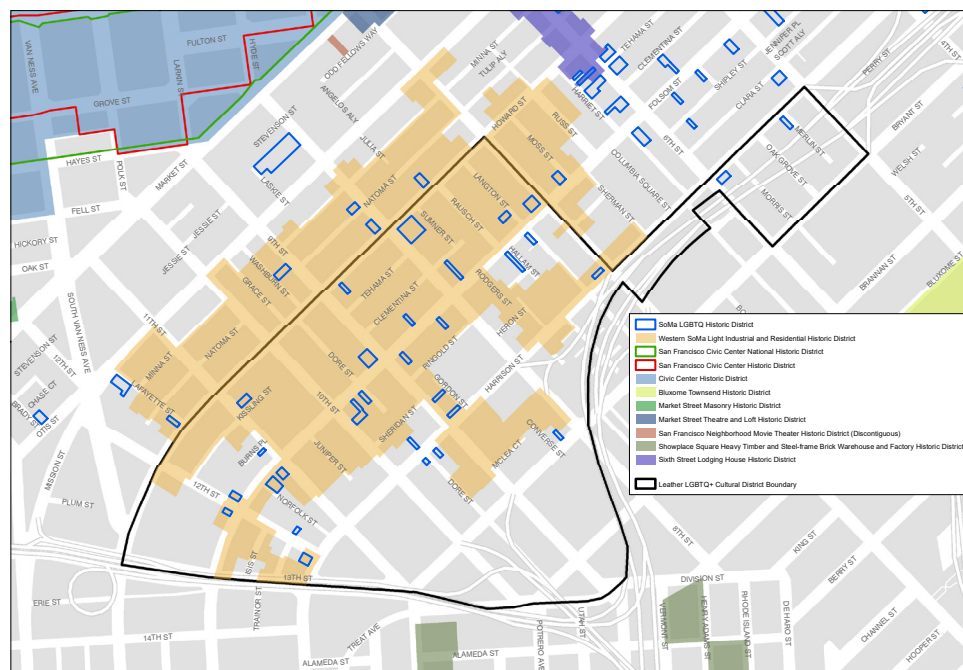 VAN NESS AVE
FULTON ST
HYDE ST
LARKIN ST
GROVE ST
HAYES ST
POLK ST
MARKET ST
FELL ST
HICKORY ST
OAK ST
JESSIE ST
JESSIE ST
STEVENSON ST
LASKIE ST
ODD FELLOWS WAY
ANGELOS ALY
JULIA ST
MINNA ST
TULIP ALY
TEHAMA ST
CLEMENTINA ST
JENNIFER PL
SCOTT ALY
4TH ST
PERRY ST
SHIPLEY ST
CLARA ST
FOLSOM ST
HARRIET ST
6TH ST
HOWARD ST
RUSS ST
MOSS ST
COLUMBIA SQUARE ST
SHERMAN ST
LANGTON ST
RAUSCH ST
SUMNER ST
NATOMA ST
HALLAM ST
MERLIN ST
OAK GROVE ST
MORRIS ST
BRYANT ST
WELSH ST
5TH ST
BRANNAN ST
BLUXOME ST
9TH ST
WASHBURN ST
GRACE ST
TEHAMA ST
CLEMENTINA ST
RODGERS ST
HERON ST
HARRISON ST
RINGOLD ST
GORDON ST
DORE ST
10TH ST
SHERIDAN ST
JUNIPER ST
MCLEA CT
CONVERSE ST
DORE ST
11TH ST
MINNA ST
NATOMA ST
LAFAYETTE ST
KISSLING ST
BURNS PL
NORFOLK ST
12TH ST
ISIS ST
13TH ST
SOUTH VAN NESS AVE
STEVENSON ST
12TH ST
CHASE CT
BRADY ST
OTIS ST
MISSION ST
PLUM ST
ERIE ST
14TH ST
TRAINOR ST
TREAT AVE
ALAMEDA ST
ALAMEDA ST
POTRERO AVE
UTAH ST
VERMONT ST
HENRY ADAMS ST
RHODE ISLAND ST
DE HARO ST
DIVISION ST
8TH ST
KING ST
BERRY ST
CHANNEL ST
HOOPER ST
SoMa LGBTQ Historic District
Western SoMa Light Industrial and Residential Historic District
San Francisco Civic Center National Historic District
San Francisco Civic Center Historic District
Civic Center Historic District
Bluxome Townsend Historic District
Market Street Masonry Historic District
Market Street Theatre and Loft Historic District
San Francisco Neighborhood Movie Theater Historic District (Discontiguous)
Showplace Square Heavy Timber and Steel-frame Brick Warehouse and Factory Historic District
Sixth Street Lodging House Historic District
Leather LGBTQ+ Cultural District Boundary